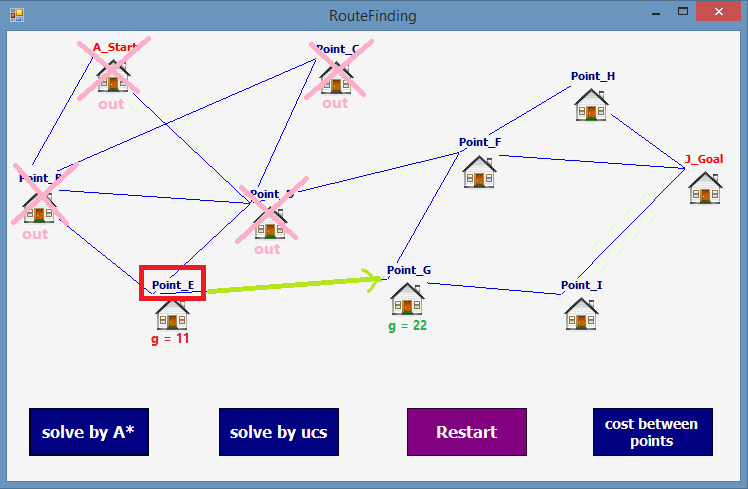 RouteFinding
A_Start
out
Point_C
out
Point_H
Point_F
J_Goal
out
out
Point_E
g = 11
Point_G
g = 22
Point_I
solve by A*
solve by ucs
Restart
cost between
points